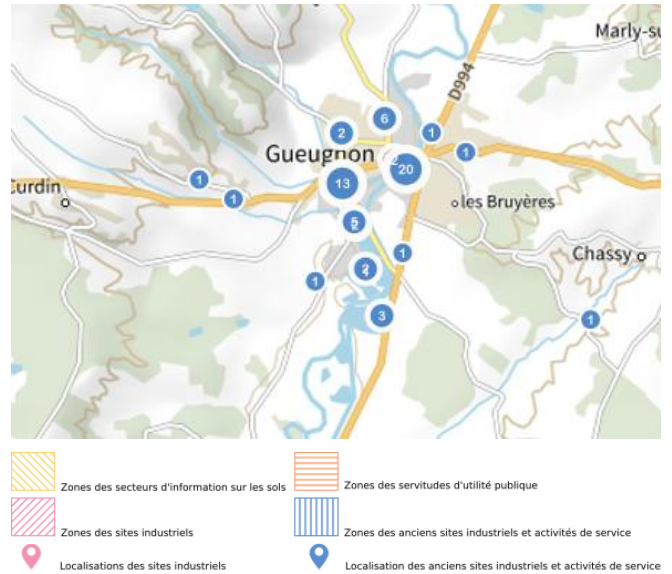 Marly-su
D994
6
2
1
Gueugnon
2
20
1
13
1
Curdin
1
les Bruyères
5
Chassy
1
2
1
3
1
Zones des secteurs d'information sur les sols
Zones des servitudes d'utilité publique
Zones des sites industriels
Zones des anciens sites industriels et activités de service
Localisations des sites industriels
Localisation des anciens sites industriels et activités de service